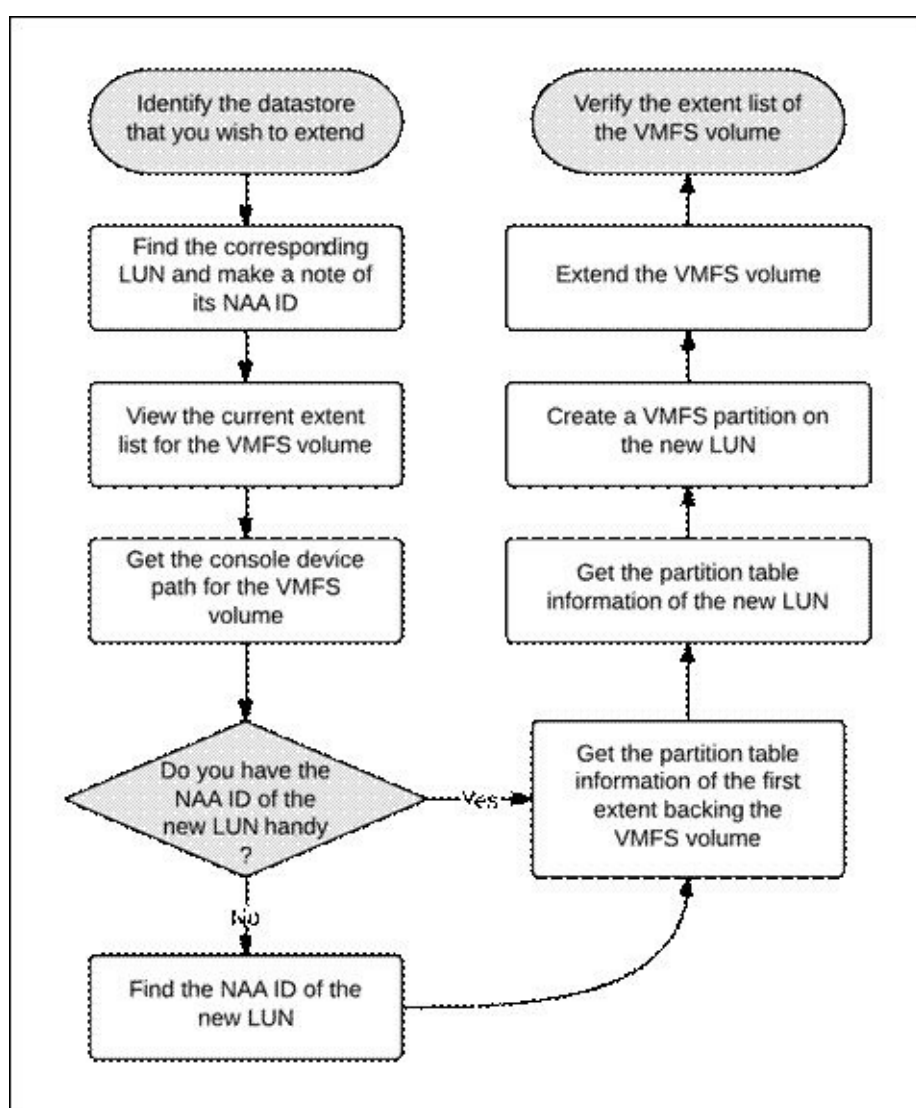 Identify the datastore
that you wish to extend
Find the corresponding
LUN and make a note of
its NAA ID
View the current extent
list for the VMFS volume
Get the console device
path for the VMFS
volume
Do you have the
NAA ID of the
new LUN handy
?
Yes
No
Find the NAA ID of the
new LUN
Get the partition table
information of the first
extent backing the
VMFS volume
Get the partition table
information of the new LUN
Create a VMFS partition on
the new LUN
Extend the VMFS volume
Verify the extent list of
the VMFS volume